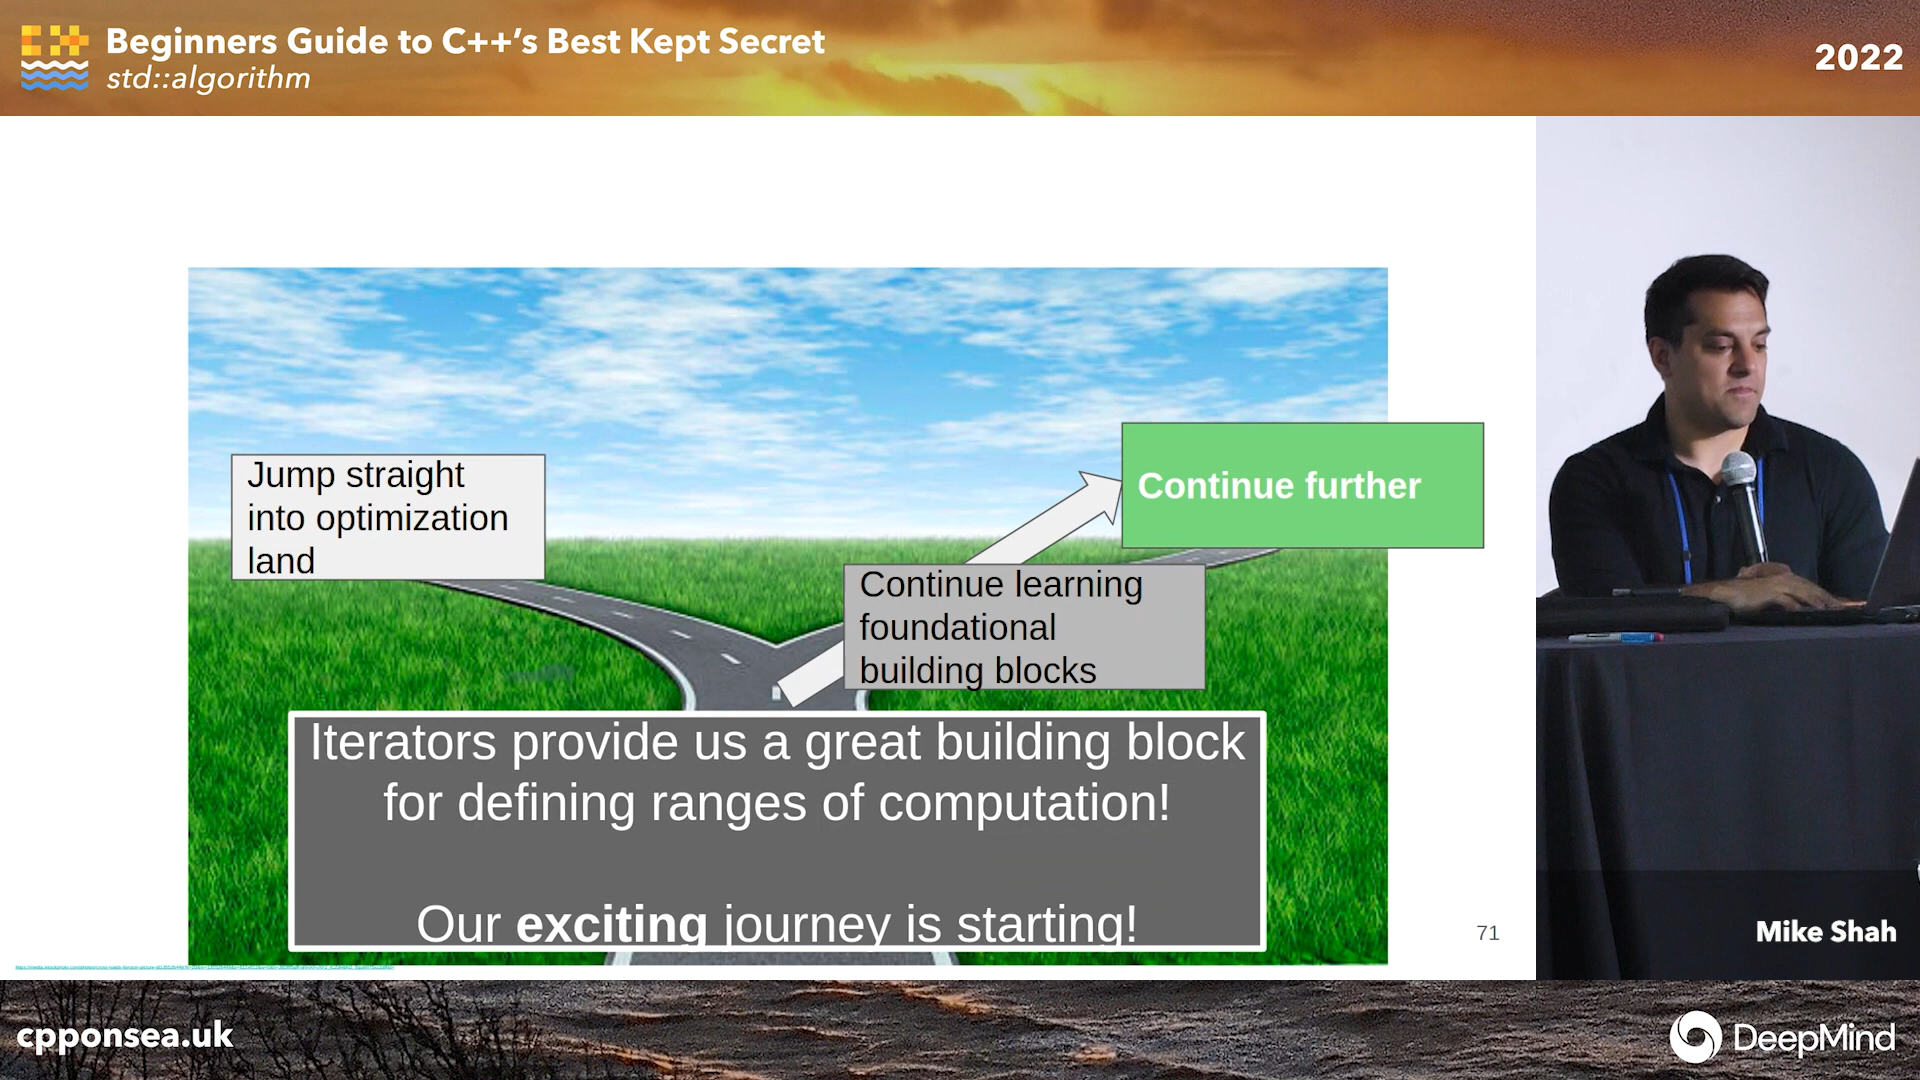 Beginners Guide to C++’s Best Kept Secret
std::algorithm
2022
Jump straight
into optimization
land
Continue further
Continue learning
foundational
building blocks
Iterators provide us a great building block
for defining ranges of computation!
Our exciting journey is starting!
71
Mike Shah
cpponsea.uk
DeepMind